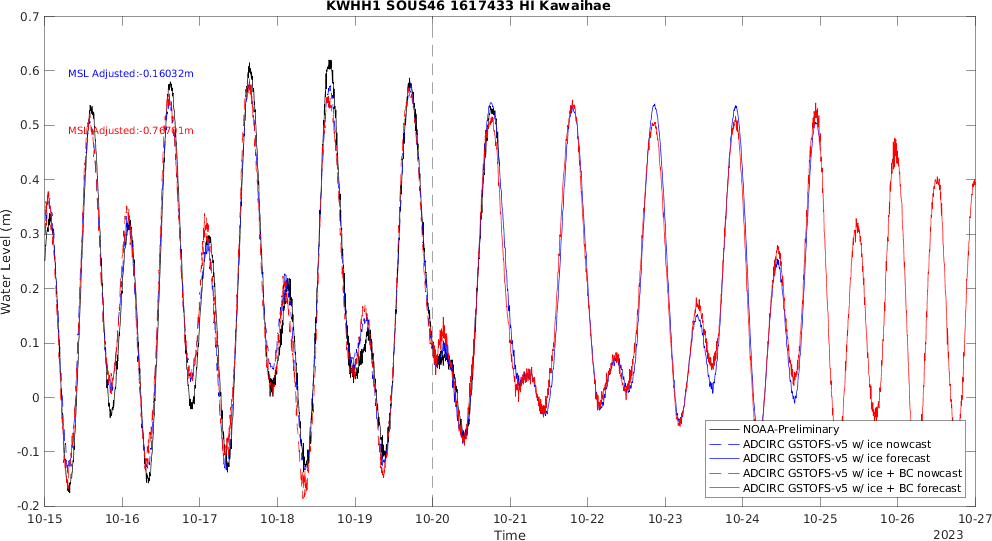 KWHH1 SOUS46 1617433 HI Kawaihae
0.7
0.6
0.5
0.4
0.3
0.2
0.1
0
-0.1
-0.2
Water Level (m)
MSL Adjusted:-0.16032m
MSL Adjusted:-0.76701m
NOAA-Preliminary
ADCIRC GSTOFS-v5 w/ ice nowcast
ADCIRC GSTOFS-v5 w/ ice forecast
ADCIRC GSTOFS-v5 w/ ice + BC nowcast
ADCIRC GSTOFS-v5 w/ ice + BC forecast
10-15 10-16 10-17 10-18 10-19 10-20 10-21 10-22 10-23 10-24 10-25 10-26 10-27
Time
2023